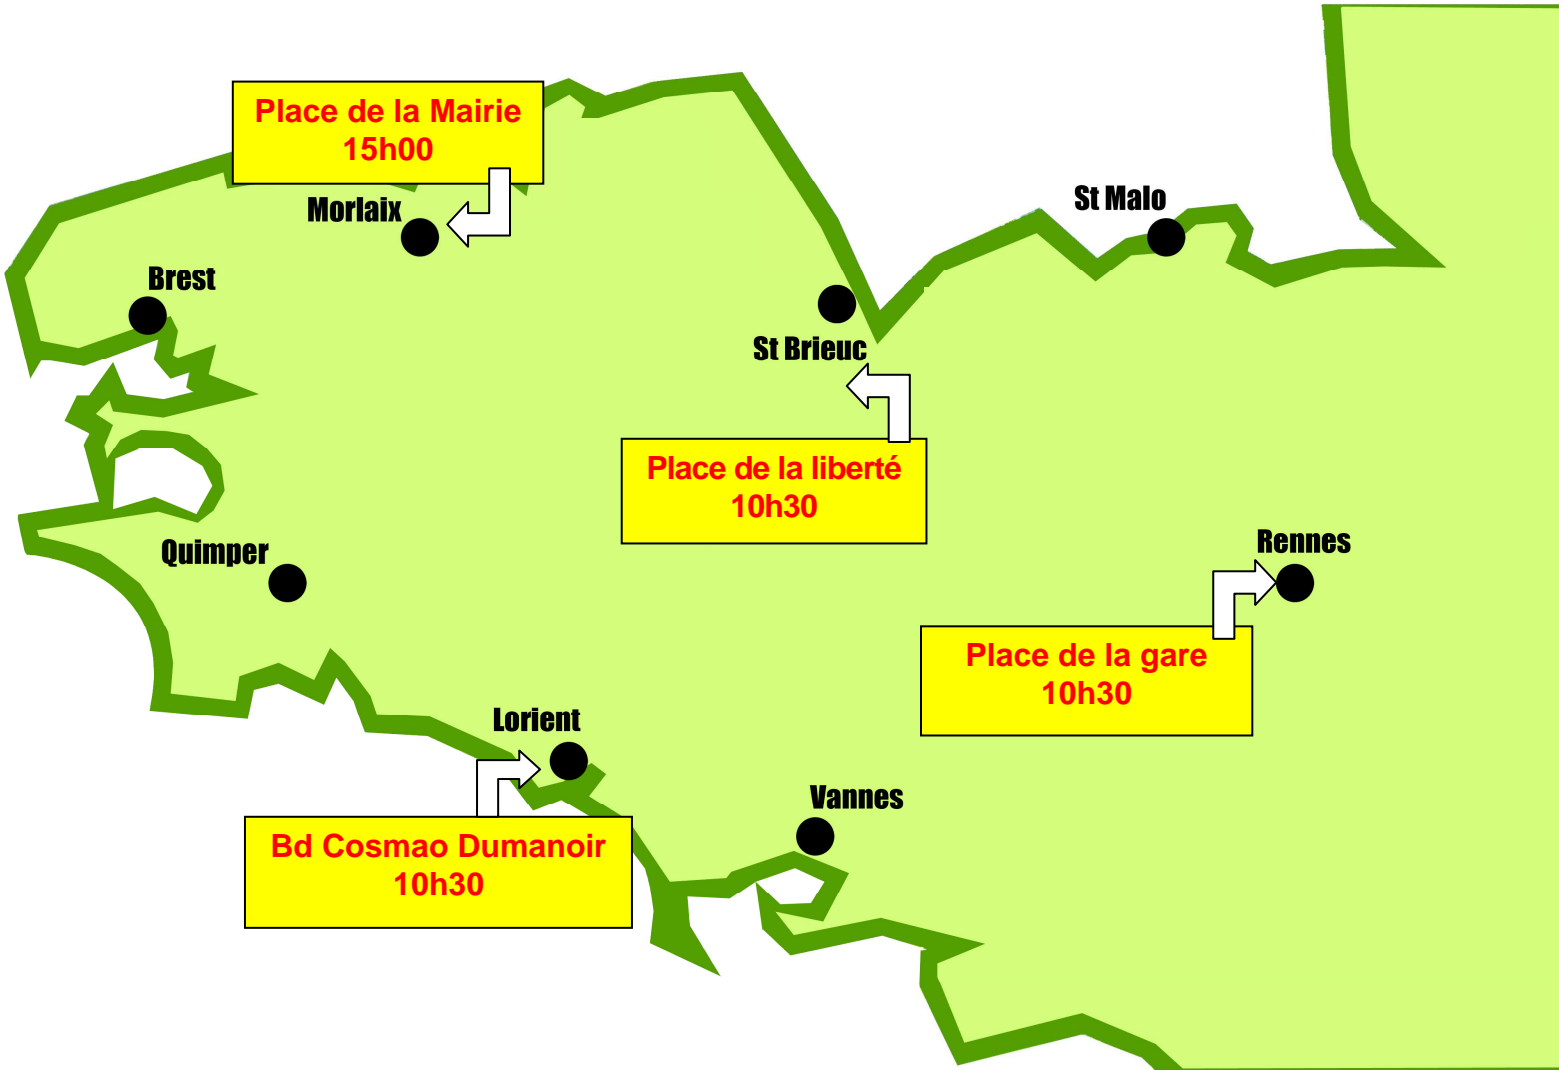 Place de la Mairie
15h00
Morlaix
St Malo
Brest
St Brieuc
Place de la liberté
10h30
Quimper
Rennes
Place de la gare
10h30
Lorient
Vannes
Bd Cosmao Dumanoir
10h30